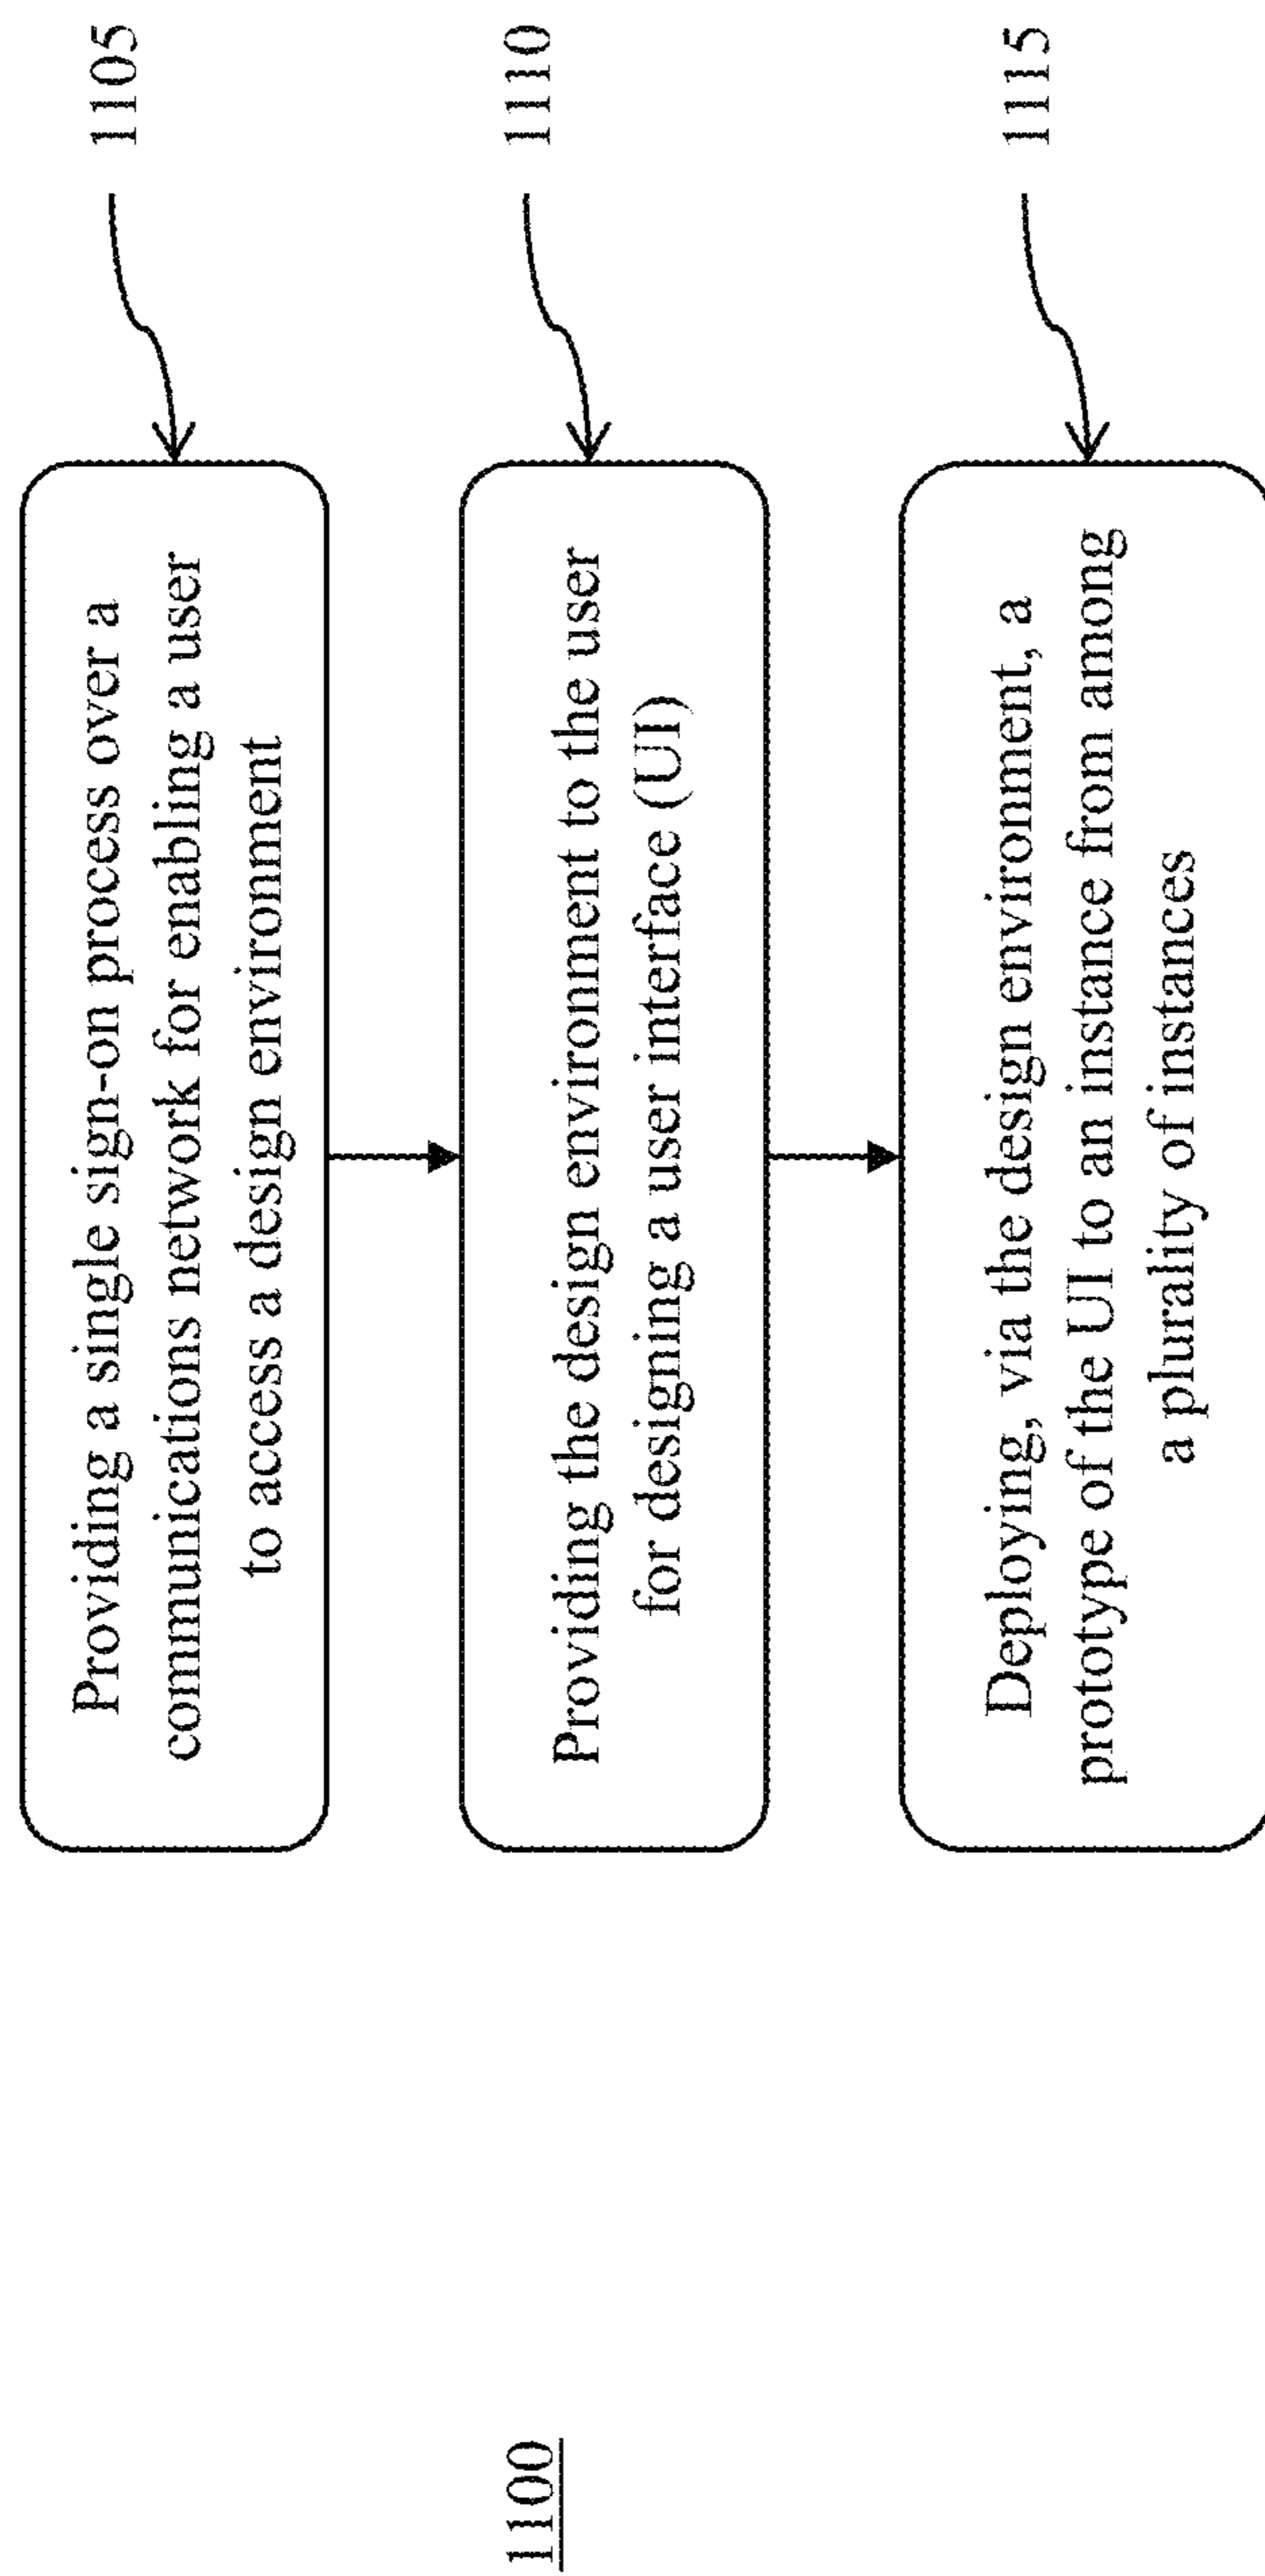 1100
Providing a single sign-on process over a
communications network for enabling a user
to access a design environment
1105
Providing the design environment to the user
for designing a user interface (UI)
1110
Deploying, via the design environment, a
prototype of the UI to an instance from among
a plurality of instances
1115